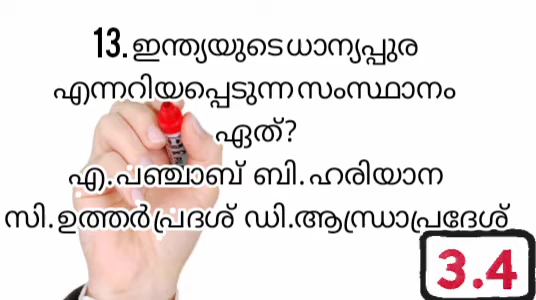 13. ഇന്ത്യയുടെ ധാന്യപ്പുര
എന്നറിയപ്പെടുന്ന സംസ്ഥാനം
ഏത്?
എ. പഞ്ചാബ് ബി. ഹരിയാന
സി. ഉത്തർപ്രദശ് ഡി. ആന്ധ്രാപ്രദേശ്
3.4